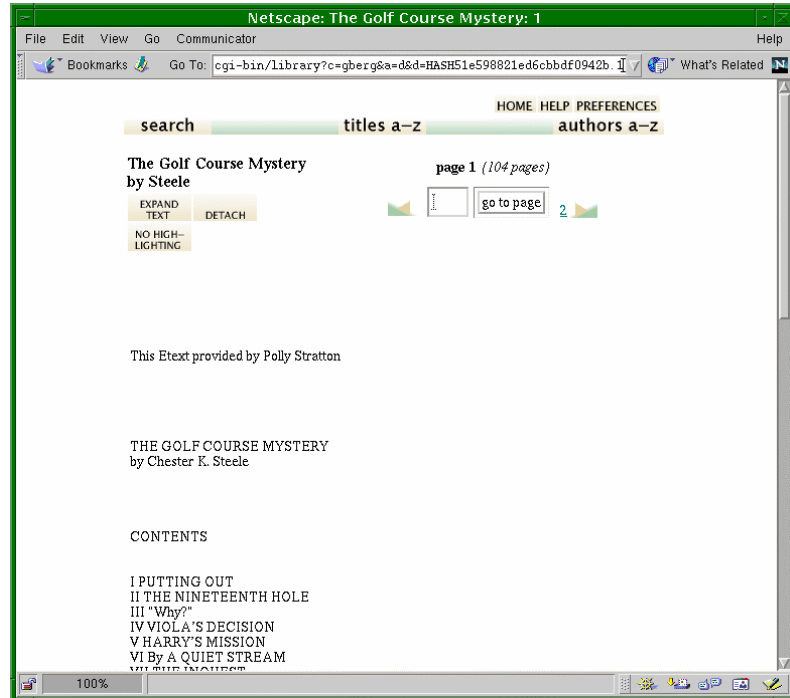 Netscape: The Golf Course Mystery: 1
File Edit View Go Communicator Help
Bookmarks Go To: cgi-bin/library?c=gberg&a=d&d=HASH51e598821ed6cbbdf0942b.1 What's Related N
HOME HELP PREFERENCES
search titles a-z authors a-z
The Golf Course Mystery
by Steele
page 1 (104 pages)
EXPAND
TEXT
DETACH
go to page 2
NO HIGH-
LIGHTING
This Etext provided by Polly Stratton
THE GOLF COURSE MYSTERY
by Chester K. Steele
CONTENTS
I PUTTING OUT
II THE NINETEENTH HOLE
III "Why?"
IV VIOLA'S DECISION
V HARRY'S MISSION
VI By A QUIET STREAM
VII THE INQUEST
100%